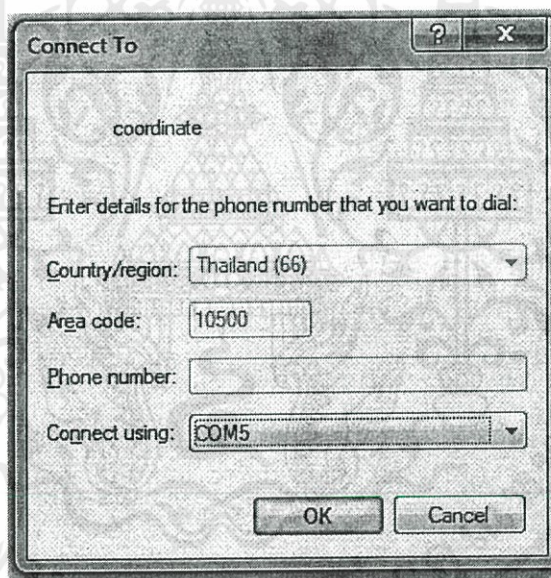 Connect To
coordinate
Enter details for the phone number that you want to dial:
Country/region: Thailand (66)
Area code: 10500
Phone number:
Connect using: COM5
OK Cancel